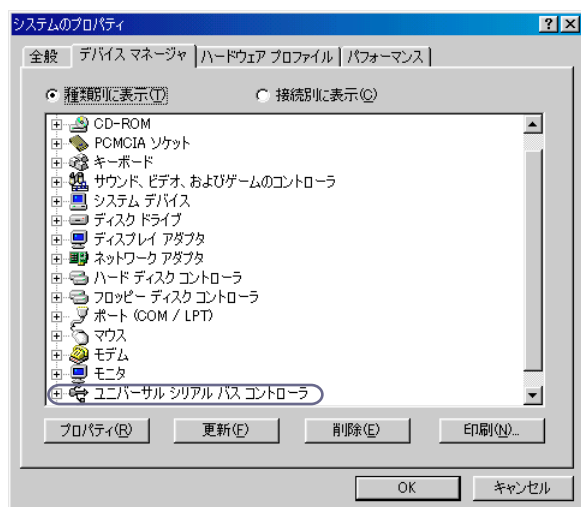 システムのプロパティ
全般 デバイス マネージャ ハードウェア プロファイル パフォーマンス
種類別に表示(T) 接続別に表示(C)
CD-ROM
PCMCIA ソケット
キーボード
サウンド、ビデオ、およびゲームのコントローラ
システム デバイス
ディスク ドライブ
ディスプレイ アダプタ
ネットワーク アダプタ
ハード ディスク コントローラ
フロッピー ディスク コントローラ
ポート (COM / LPT)
マウス
モデム
モニタ
ユニバーサル シリアル バス コントローラ
プロパティ(R) 更新(F) 削除(E) 印刷(N)...
OK キャンセル